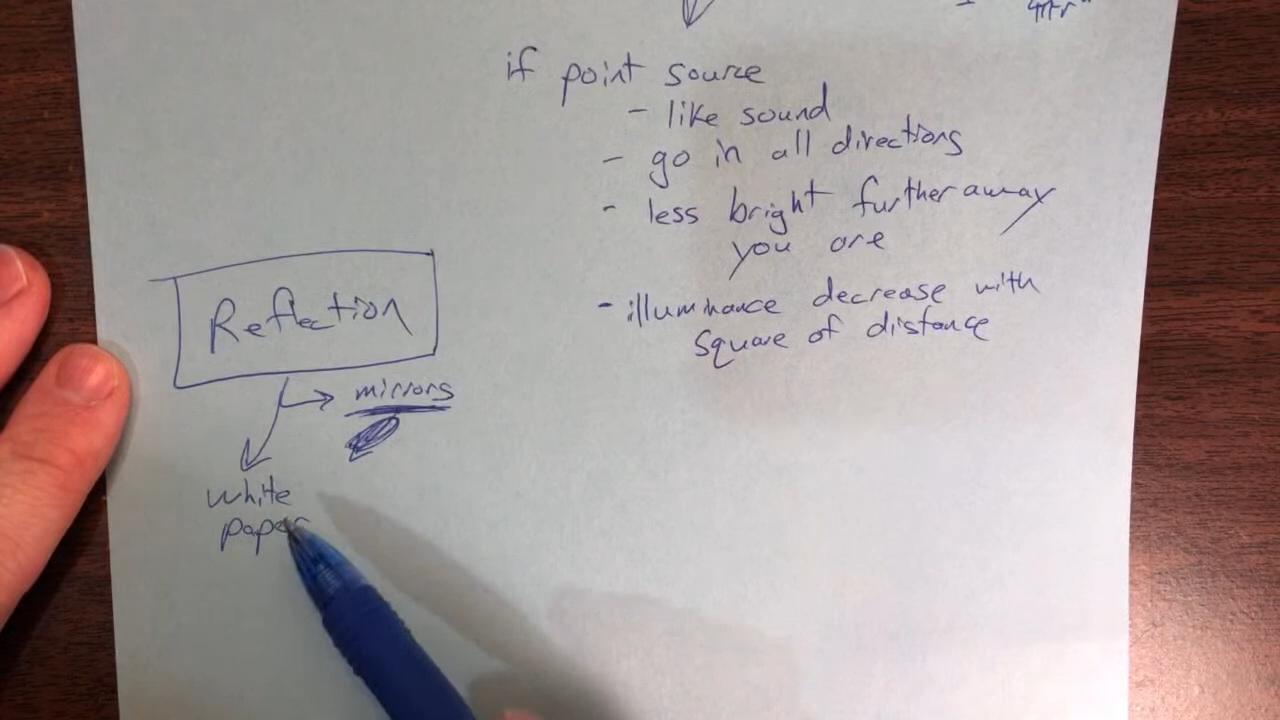 4πr²
if point source
- like sound
- go in all directions
- less bright further away
you are
- illuminance decrease with
square of distance
Reflection
mirrors
white
paper